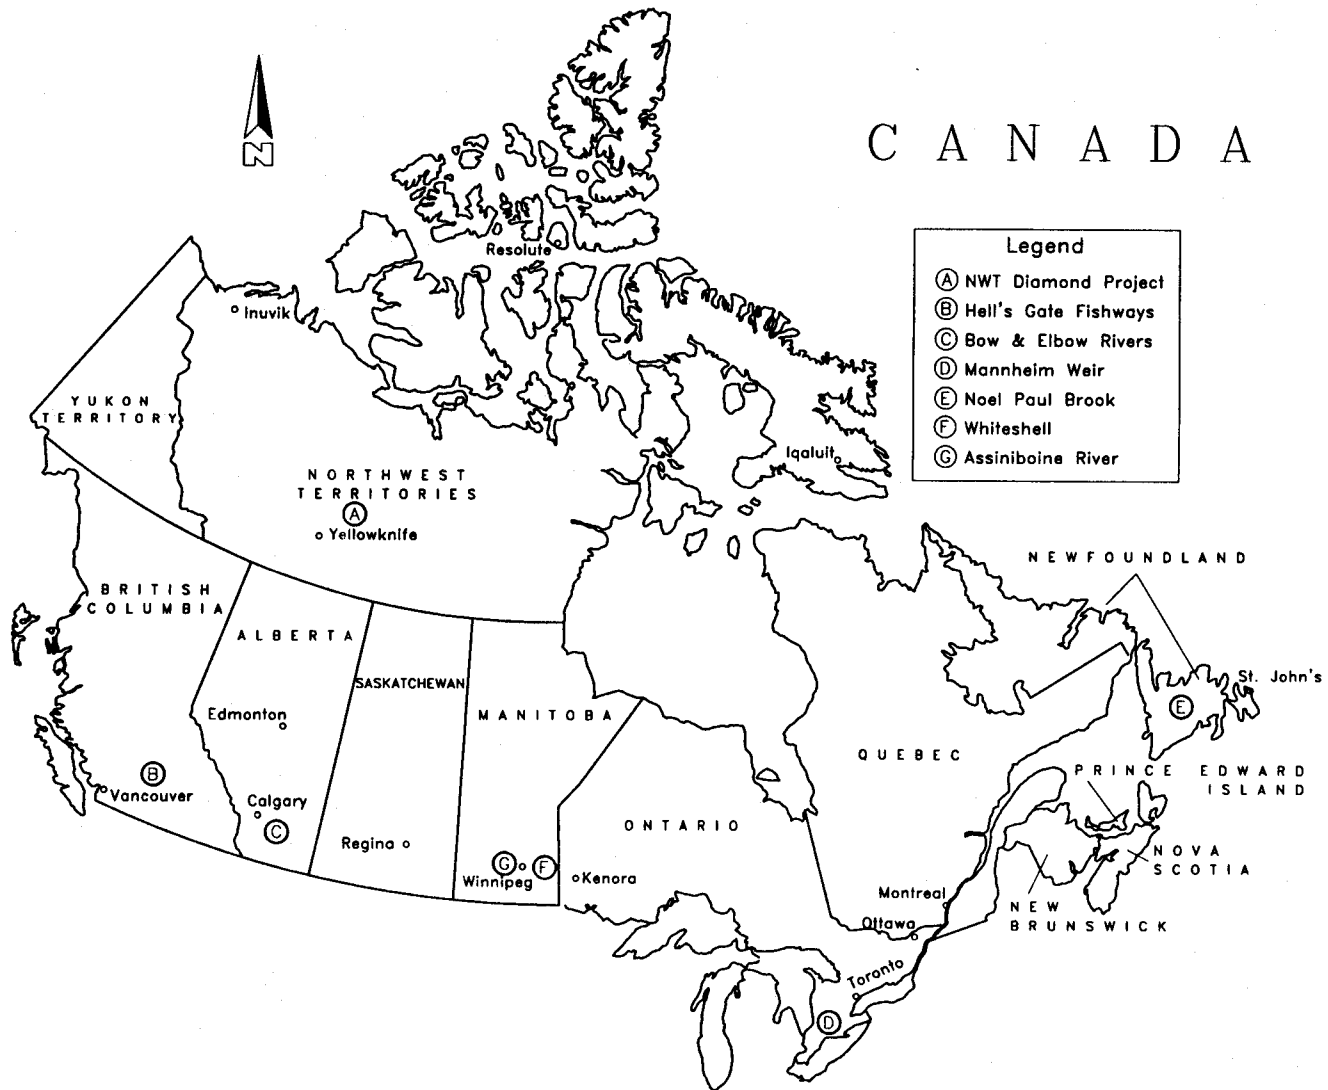 N
C A N A D A
Legend
A NWT Diamond Project
B Hell's Gate Fishways
C Bow & Elbow Rivers
D Mannheim Weir
E Noel Paul Brook
F Whiteshell
G Assiniboine River
Resolute
Inuvik
YUKON
TERRITORY
Iqaluit
NORTHWEST
TERRITORIES
A
Yellowknife
NEWFOUNDLAND
BRITISH
COLUMBIA
ALBERTA
SASKATCHEWAN
St. John's
E
Edmonton
MANITOBA
QUEBEC
PRINCE EDWARD
ISLAND
B
Vancouver
Calgary
C
ONTARIO
Regina
NOVA
SCOTIA
G
F
Winnipeg
Kenora
Montreal
NEW
BRUNSWICK
Ottawa
Toronto
D